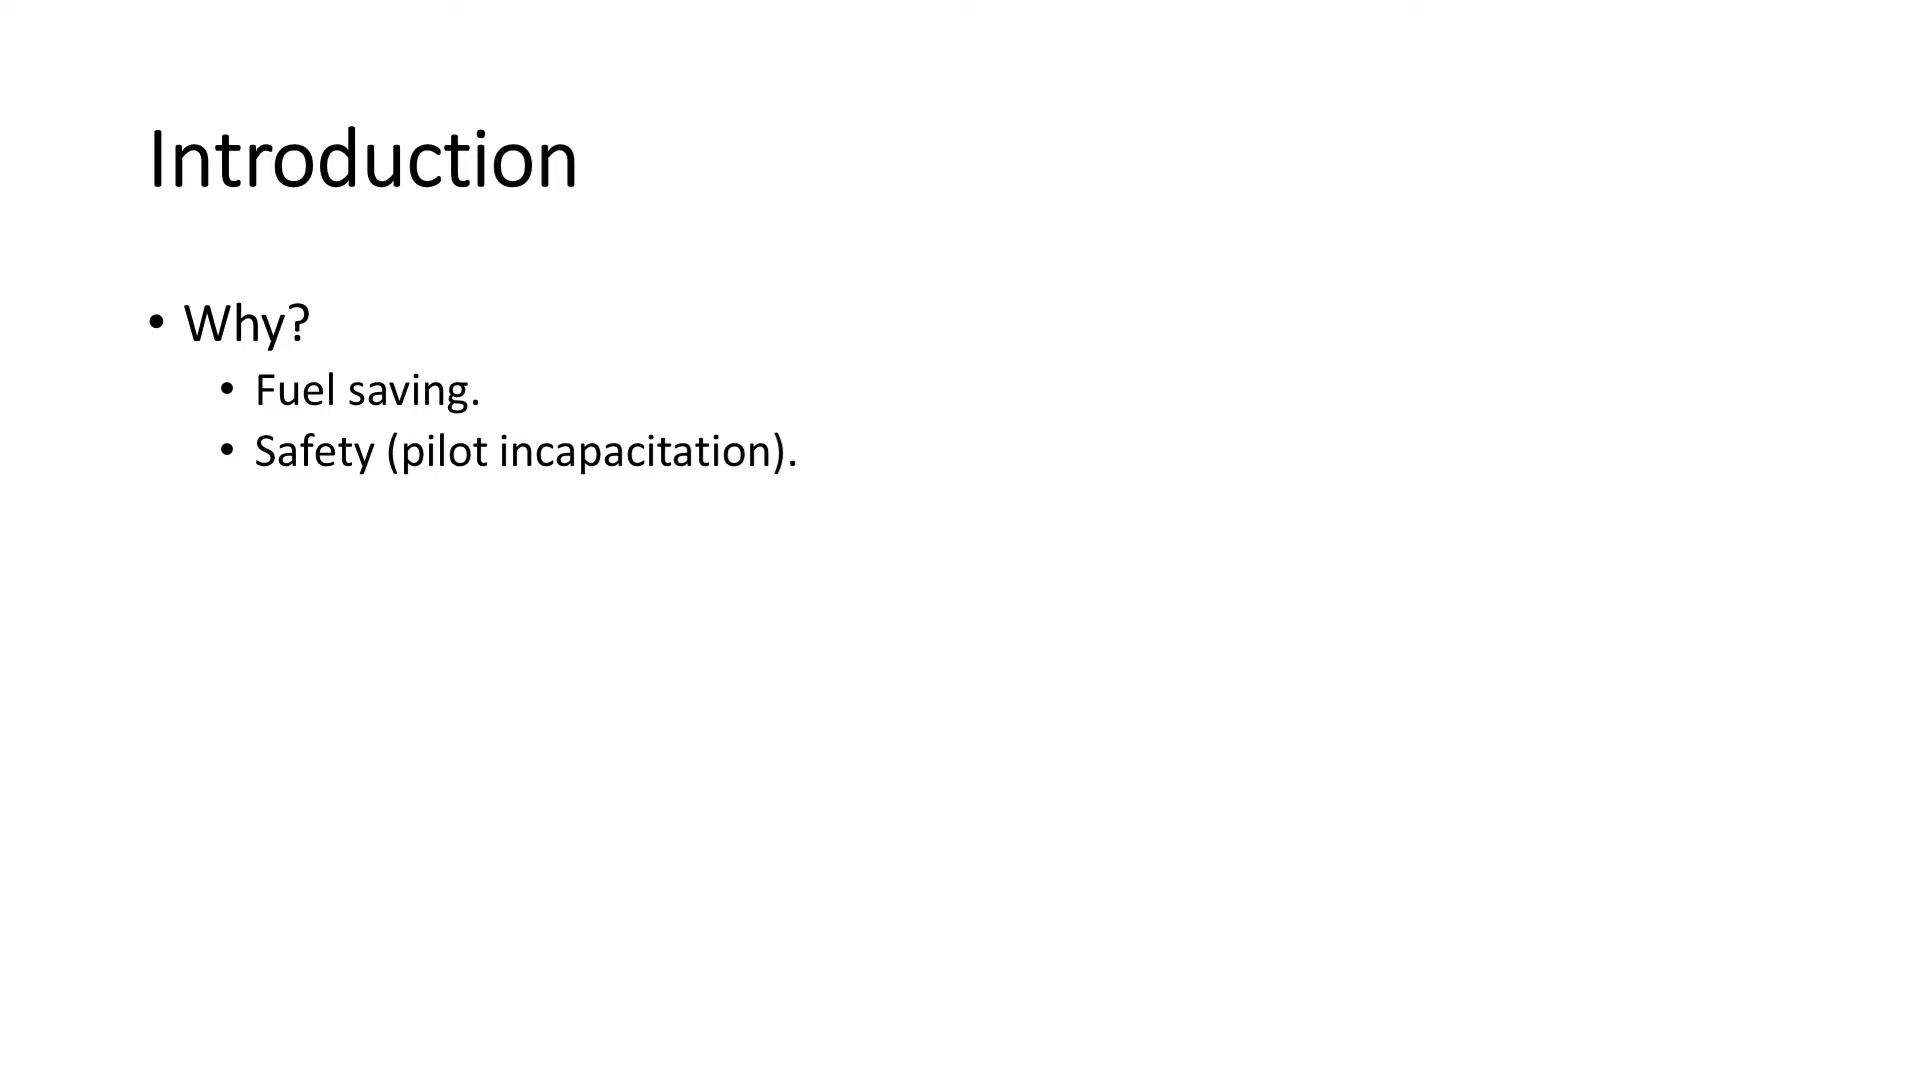 Introduction
• Why?
• Fuel saving.
• Safety (pilot incapacitation).